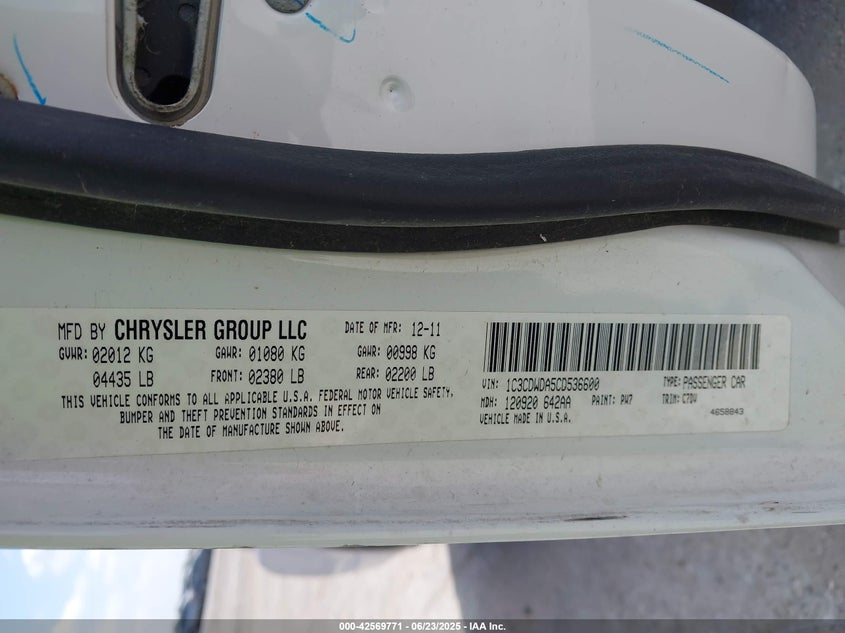 MFD BY CHRYSLER GROUP LLC DATE OF MFR: 12-11
GVWR: 02012 KG GAWR: 01080 KG GAWR: 00998 KG
04435 LB FRONT: 02380 LB REAR: 02200 LB
THIS VEHICLE CONFORMS TO ALL APPLICABLE U.S.A. FEDERAL MOTOR VEHICLE SAFETY,
BUMPER AND THEFT PREVENTION STANDARDS IN EFFECT ON
THE DATE OF MANUFACTURE SHOWN ABOVE.
VIN: 1C3CDWDA5CD536600 TYPE: PASSENGER CAR
MDH: 120920 642AA PAINT: PW7 TRIM: C7DV
VEHICLE MADE IN U.S.A. 4658843
000-42569771 | 06/23/2025 | IAA Inc.